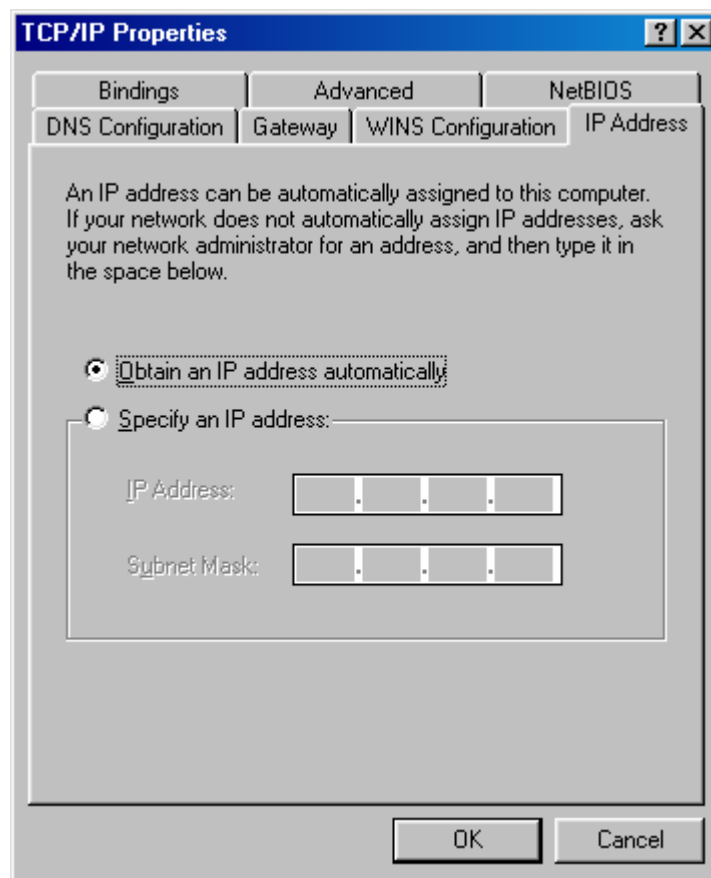 TCP/IP Properties
Bindings Advanced NetBIOS
DNS Configuration Gateway WINS Configuration IP Address
An IP address can be automatically assigned to this computer.
If your network does not automatically assign IP addresses, ask
your network administrator for an address, and then type it in
the space below.
Obtain an IP address automatically
Specify an IP address:
IP Address:
. . .
Subnet Mask:
. . .
OK Cancel